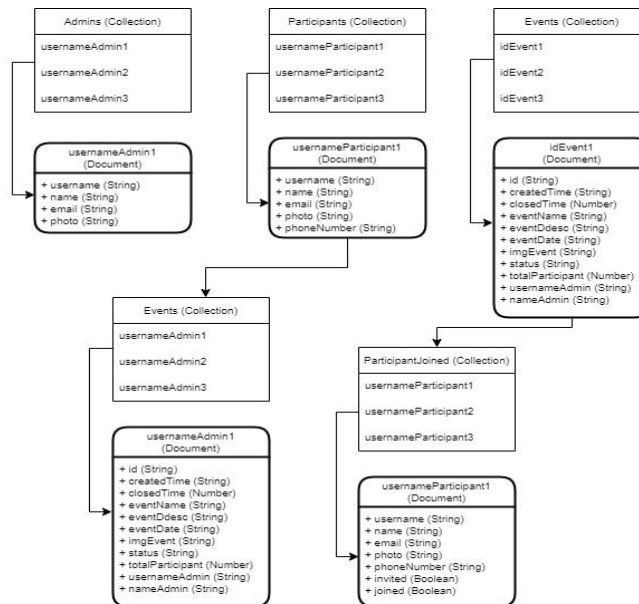 Admins (Collection)
usernameAdmin1
usernameAdmin2
usernameAdmin3
Participants (Collection)
usernameParticipant1
usernameParticipant2
usernameParticipant3
Events (Collection)
idEvent1
idEvent2
idEvent3
usernameAdmin1
(Document)
+ username (String)
+ name (String)
+ email (String)
+ photo (String)
usernameParticipant1
(Document)
+ username (String)
+ name (String)
+ email (String)
+ photo (String)
+ phoneNumber (String)
idEvent1
(Document)
+ id (String)
+ createdTime (String)
+ closedTime (Number)
+ eventName (String)
+ eventDdesc (String)
+ eventDate (String)
+ imgEvent (String)
+ status (String)
+ totalParticipant (Number)
+ usernameAdmin (String)
+ nameAdmin (String)
Events (Collection)
usernameAdmin1
usernameAdmin2
usernameAdmin3
ParticipantJoined (Collection)
usernameParticipant1
usernameParticipant2
usernameParticipant3
usernameAdmin1
(Document)
+ id (String)
+ createdTime (String)
+ closedTime (Number)
+ eventName (String)
+ eventDdesc (String)
+ eventDate (String)
+ imgEvent (String)
+ status (String)
+ totalParticipant (Number)
+ usernameAdmin (String)
+ nameAdmin (String)
usernameParticipant1
(Document)
+ username (String)
+ name (String)
+ email (String)
+ photo (String)
+ phoneNumber (String)
+ invited (Boolean)
+ joined (Boolean)